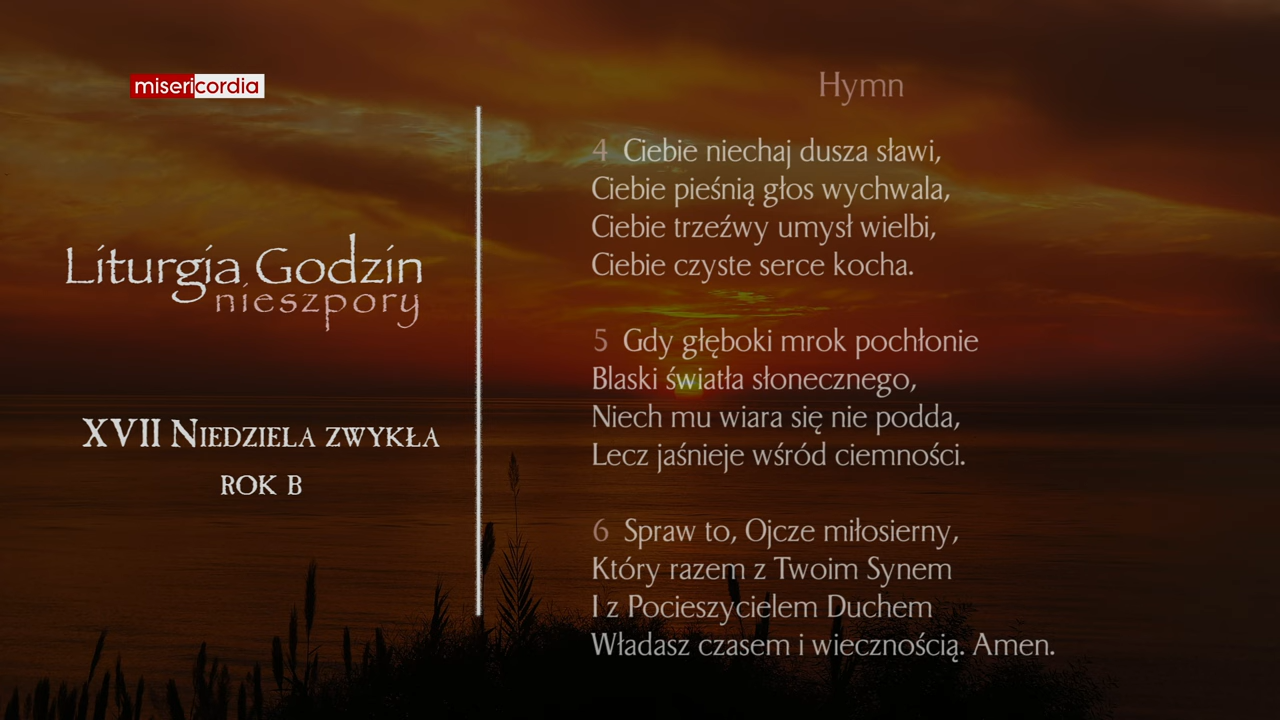 misericordia
Liturgia Godzin
nieszpory
XVII Niedziela zwykła
rok B
Hymn
4 Ciebie niechaj dusza sławi,
Ciebie pieśnią głos wychwala,
Ciebie trzeźwy umysł wielbi,
Ciebie czyste serce kocha.
5 Gdy głęboki mrok pochłonie
Blaski światła słonecznego,
Niech mu wiara się nie podda,
Lecz jaśnieje wśród ciemności.
6 Spraw to, Ojcze miłosierny,
Który razem z Twoim Synem
I z Pocieszycielem Duchem
Władasz czasem i wiecznością. Amen.